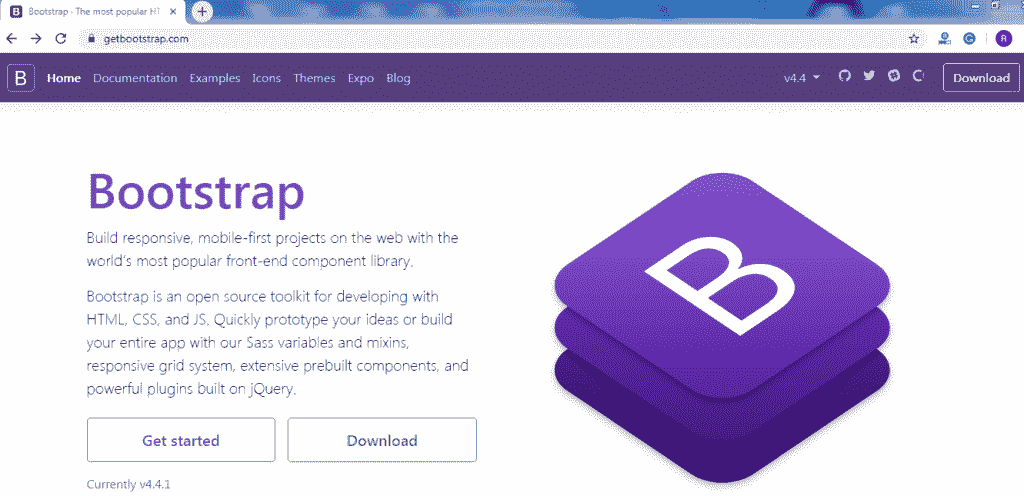 Bootstrap · The most popular HT
getbootstrap.com
A
B
Home
Documentation
Examples
Icons
Themes
Expo
Blog
v4.4
Download
Bootstrap
Build responsive, mobile-first projects on the web with the
world's most popular front-end component library.
Bootstrap is an open source toolkit for developing with
HTML, CSS, and JS. Quickly prototype your ideas or build
your entire app with our Sass variables and mixins,
responsive grid system, extensive prebuilt components, and
powerful plugins built on jQuery.
B
Get started
Download
Currently v4.4.1